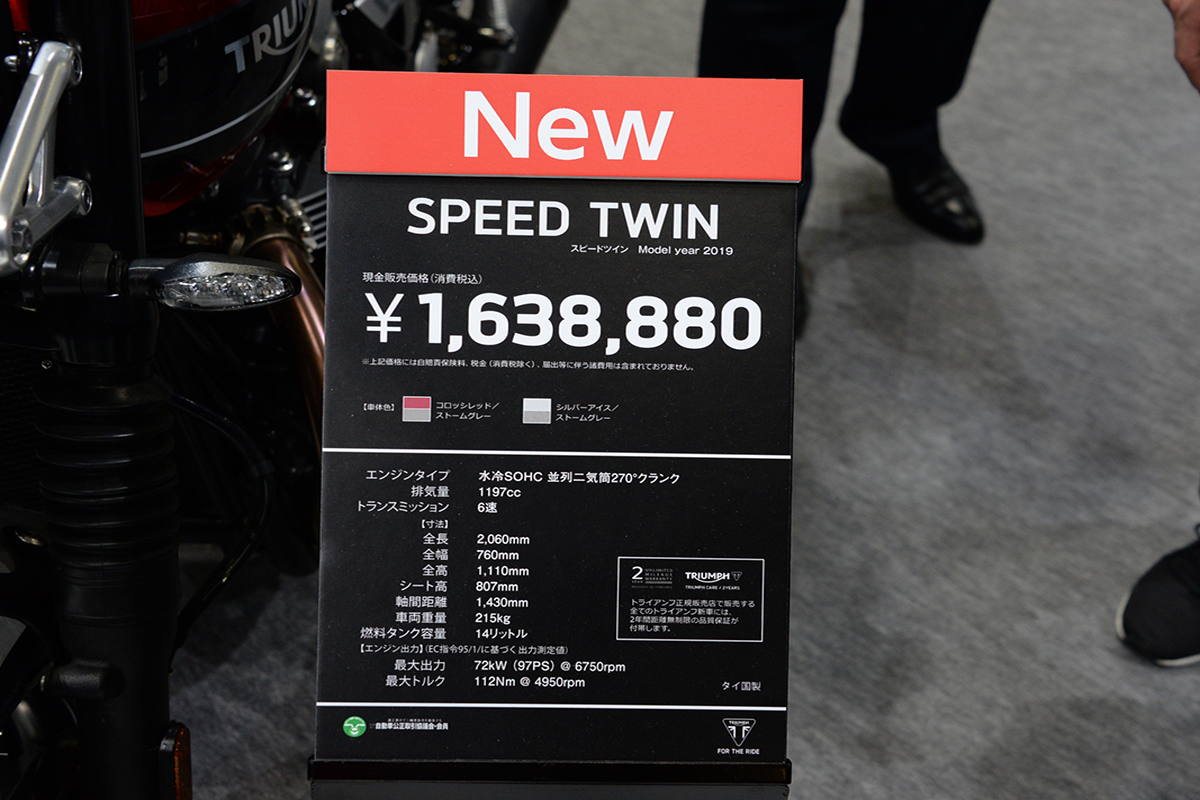 TRIUM
New
SPEED TWIN
スピードツイン Model year 2019
現金販売価格(消費税込)
¥1,638,880
※上記価格には自賠責保険料、税金(消費税除く)、届出等に伴う諸費用は含まれておりません。
【車体色】 コロッシレッド/ シルバーアイス/
ストームグレー ストームグレー
エンジンタイプ 水冷SOHC 並列二気筒270°クランク
排気量 1197cc
トランスミッション 6速
【寸法】
全長 2,060mm
全幅 760mm
全高 1,110mm
シート高 807mm
軸間距離 1,430mm
車両重量 215kg
燃料タンク容量 14リットル
【エンジン出力】(EC指令95/1/に基づく出力測定値)
最大出力 72kW (97PS) @ 6750rpm
最大トルク 112Nm @ 4950rpm
2 YEAR UNLIMITED MILEAGE WARRANTY
TRIUMPH
TRIUMPH CARE / 2YEARS
トライアンフ正規販売店で販売する
全てのトライアンフ新車には、
2年間距離無制限の品質保証が
付帯します。
タイ国製
自動車公正取引協議会・会員
TRIUMPH
FOR THE RIDE